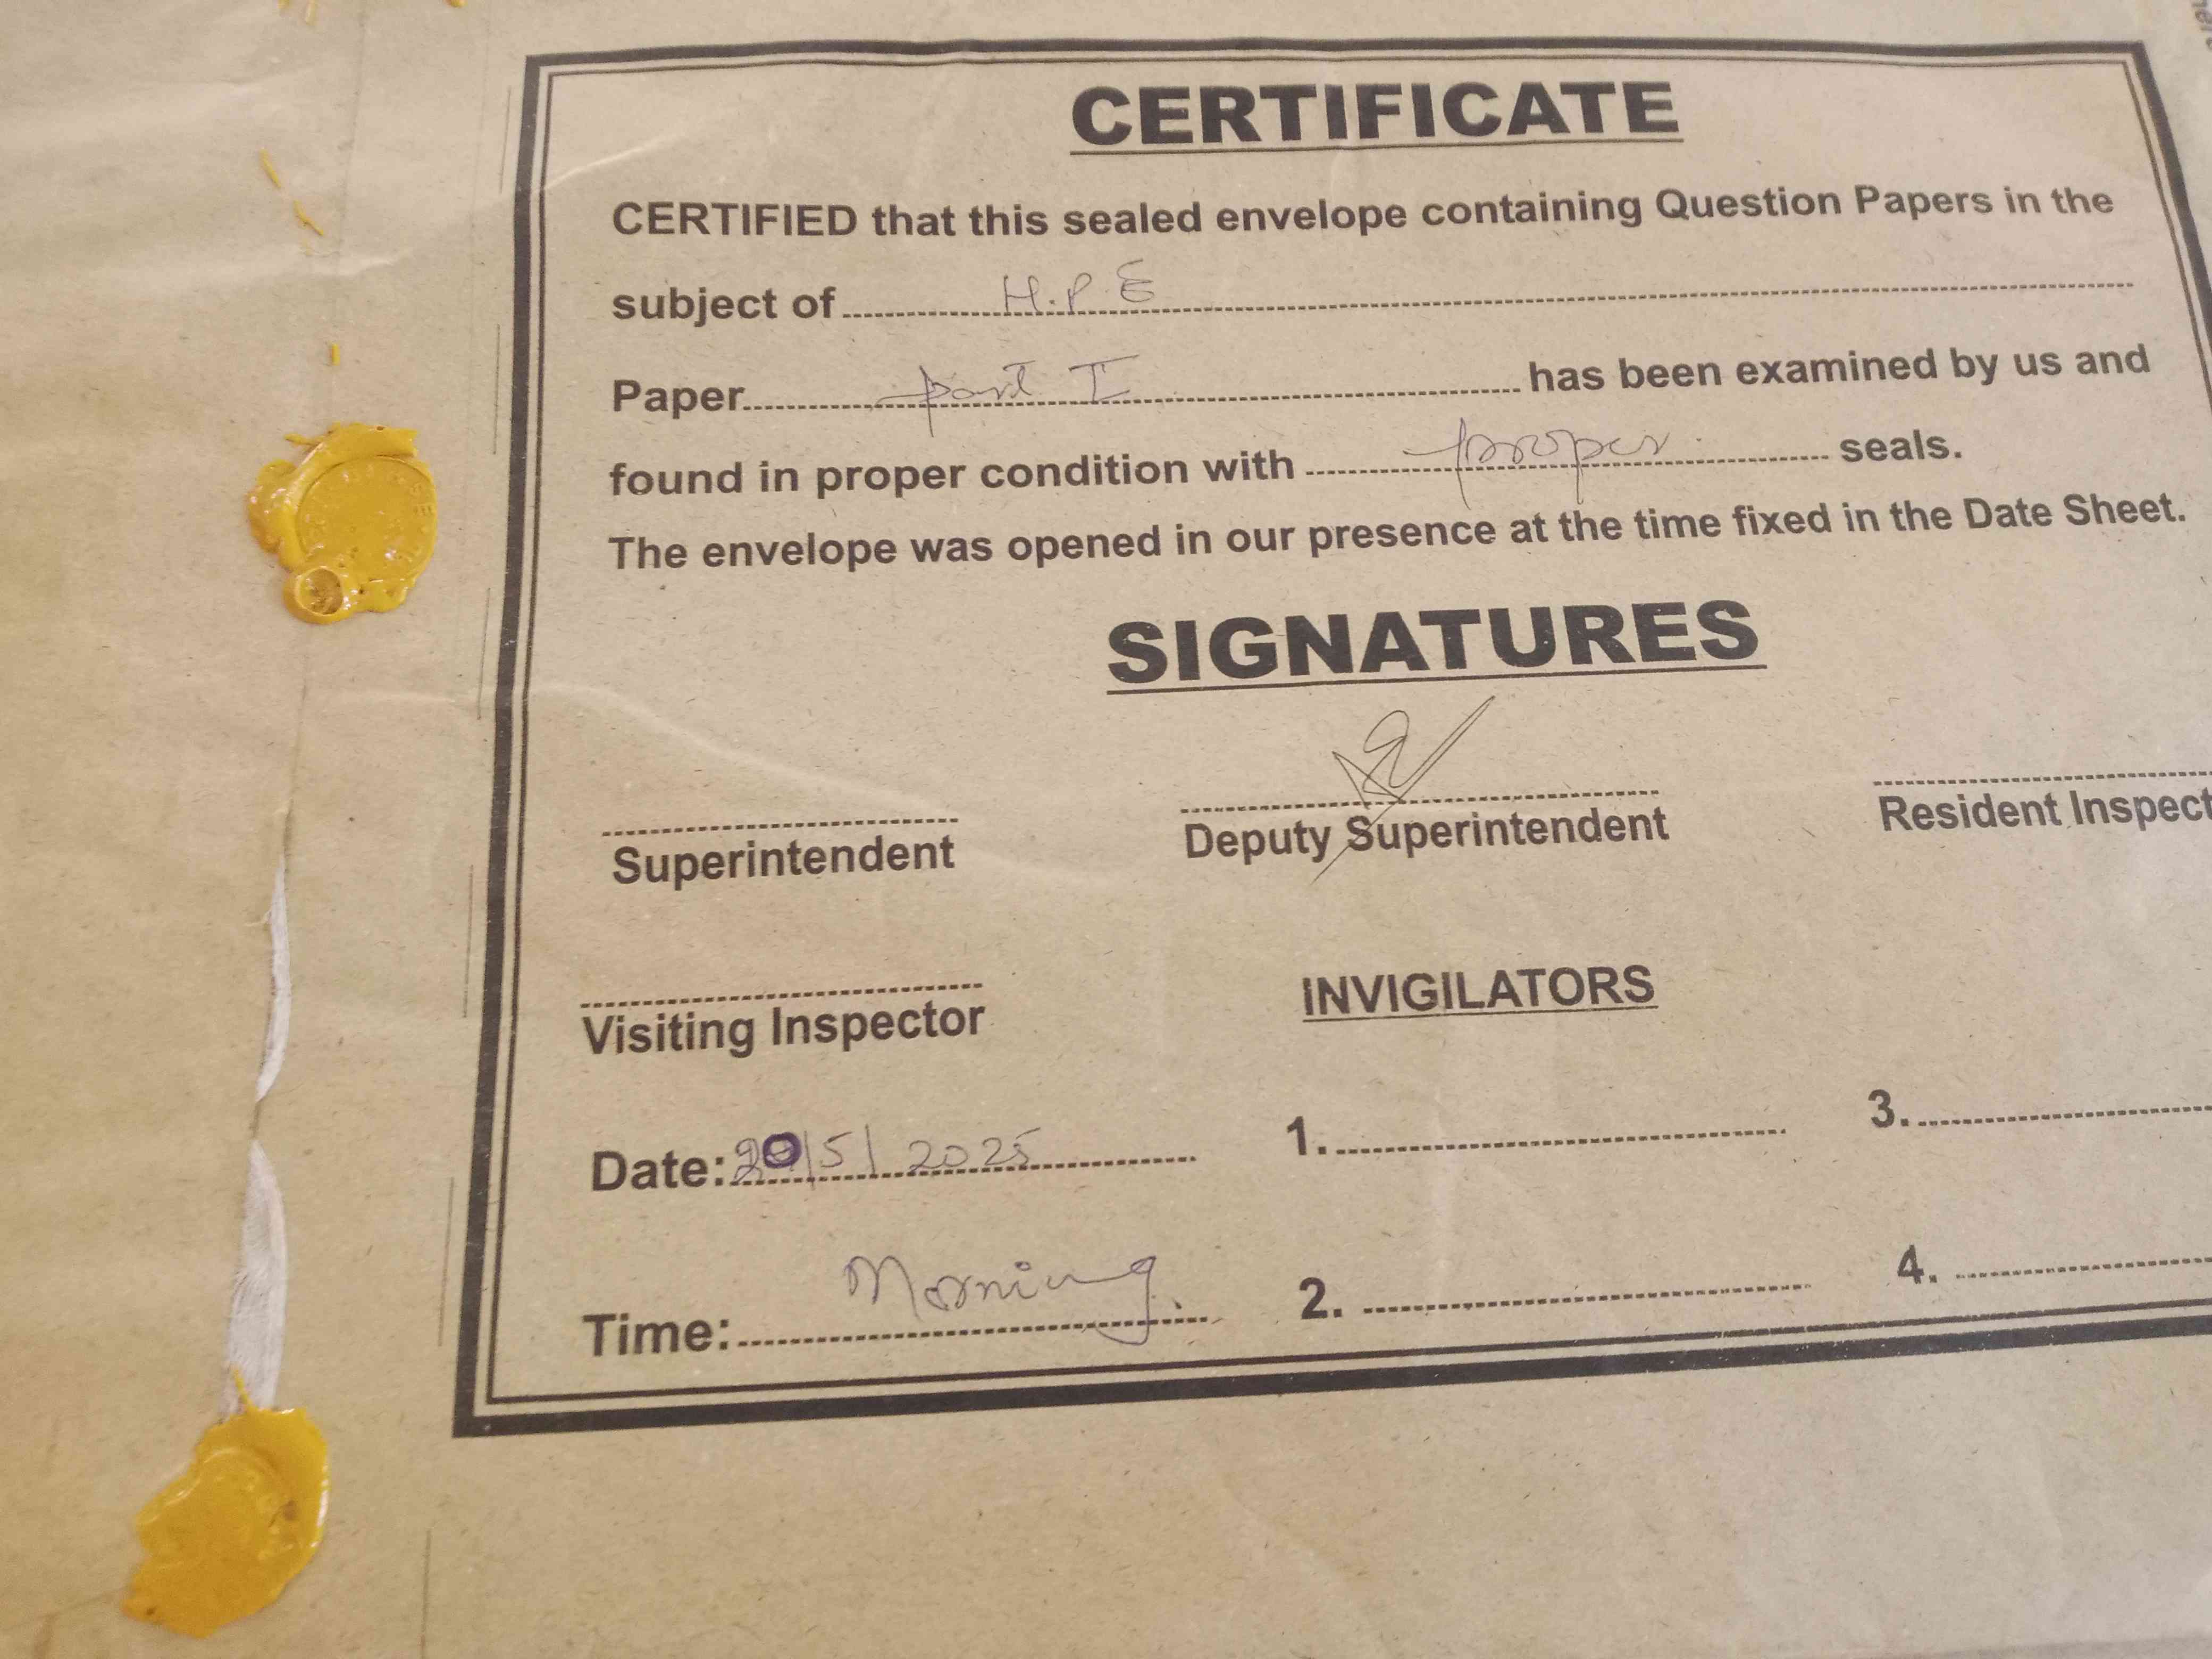 CERTIFICATE
CERTIFIED that this sealed envelope containing Question Papers in the
subject of H.P.E
Paper part I has been examined by us and
found in proper condition with proper seals.
The envelope was opened in our presence at the time fixed in the Date Sheet.
SIGNATURES
Superintendent Deputy Superintendent Resident Inspect
Visiting Inspector INVIGILATORS
Date: 20/5/2025 1. 3.
Time: Morning 2. 4.